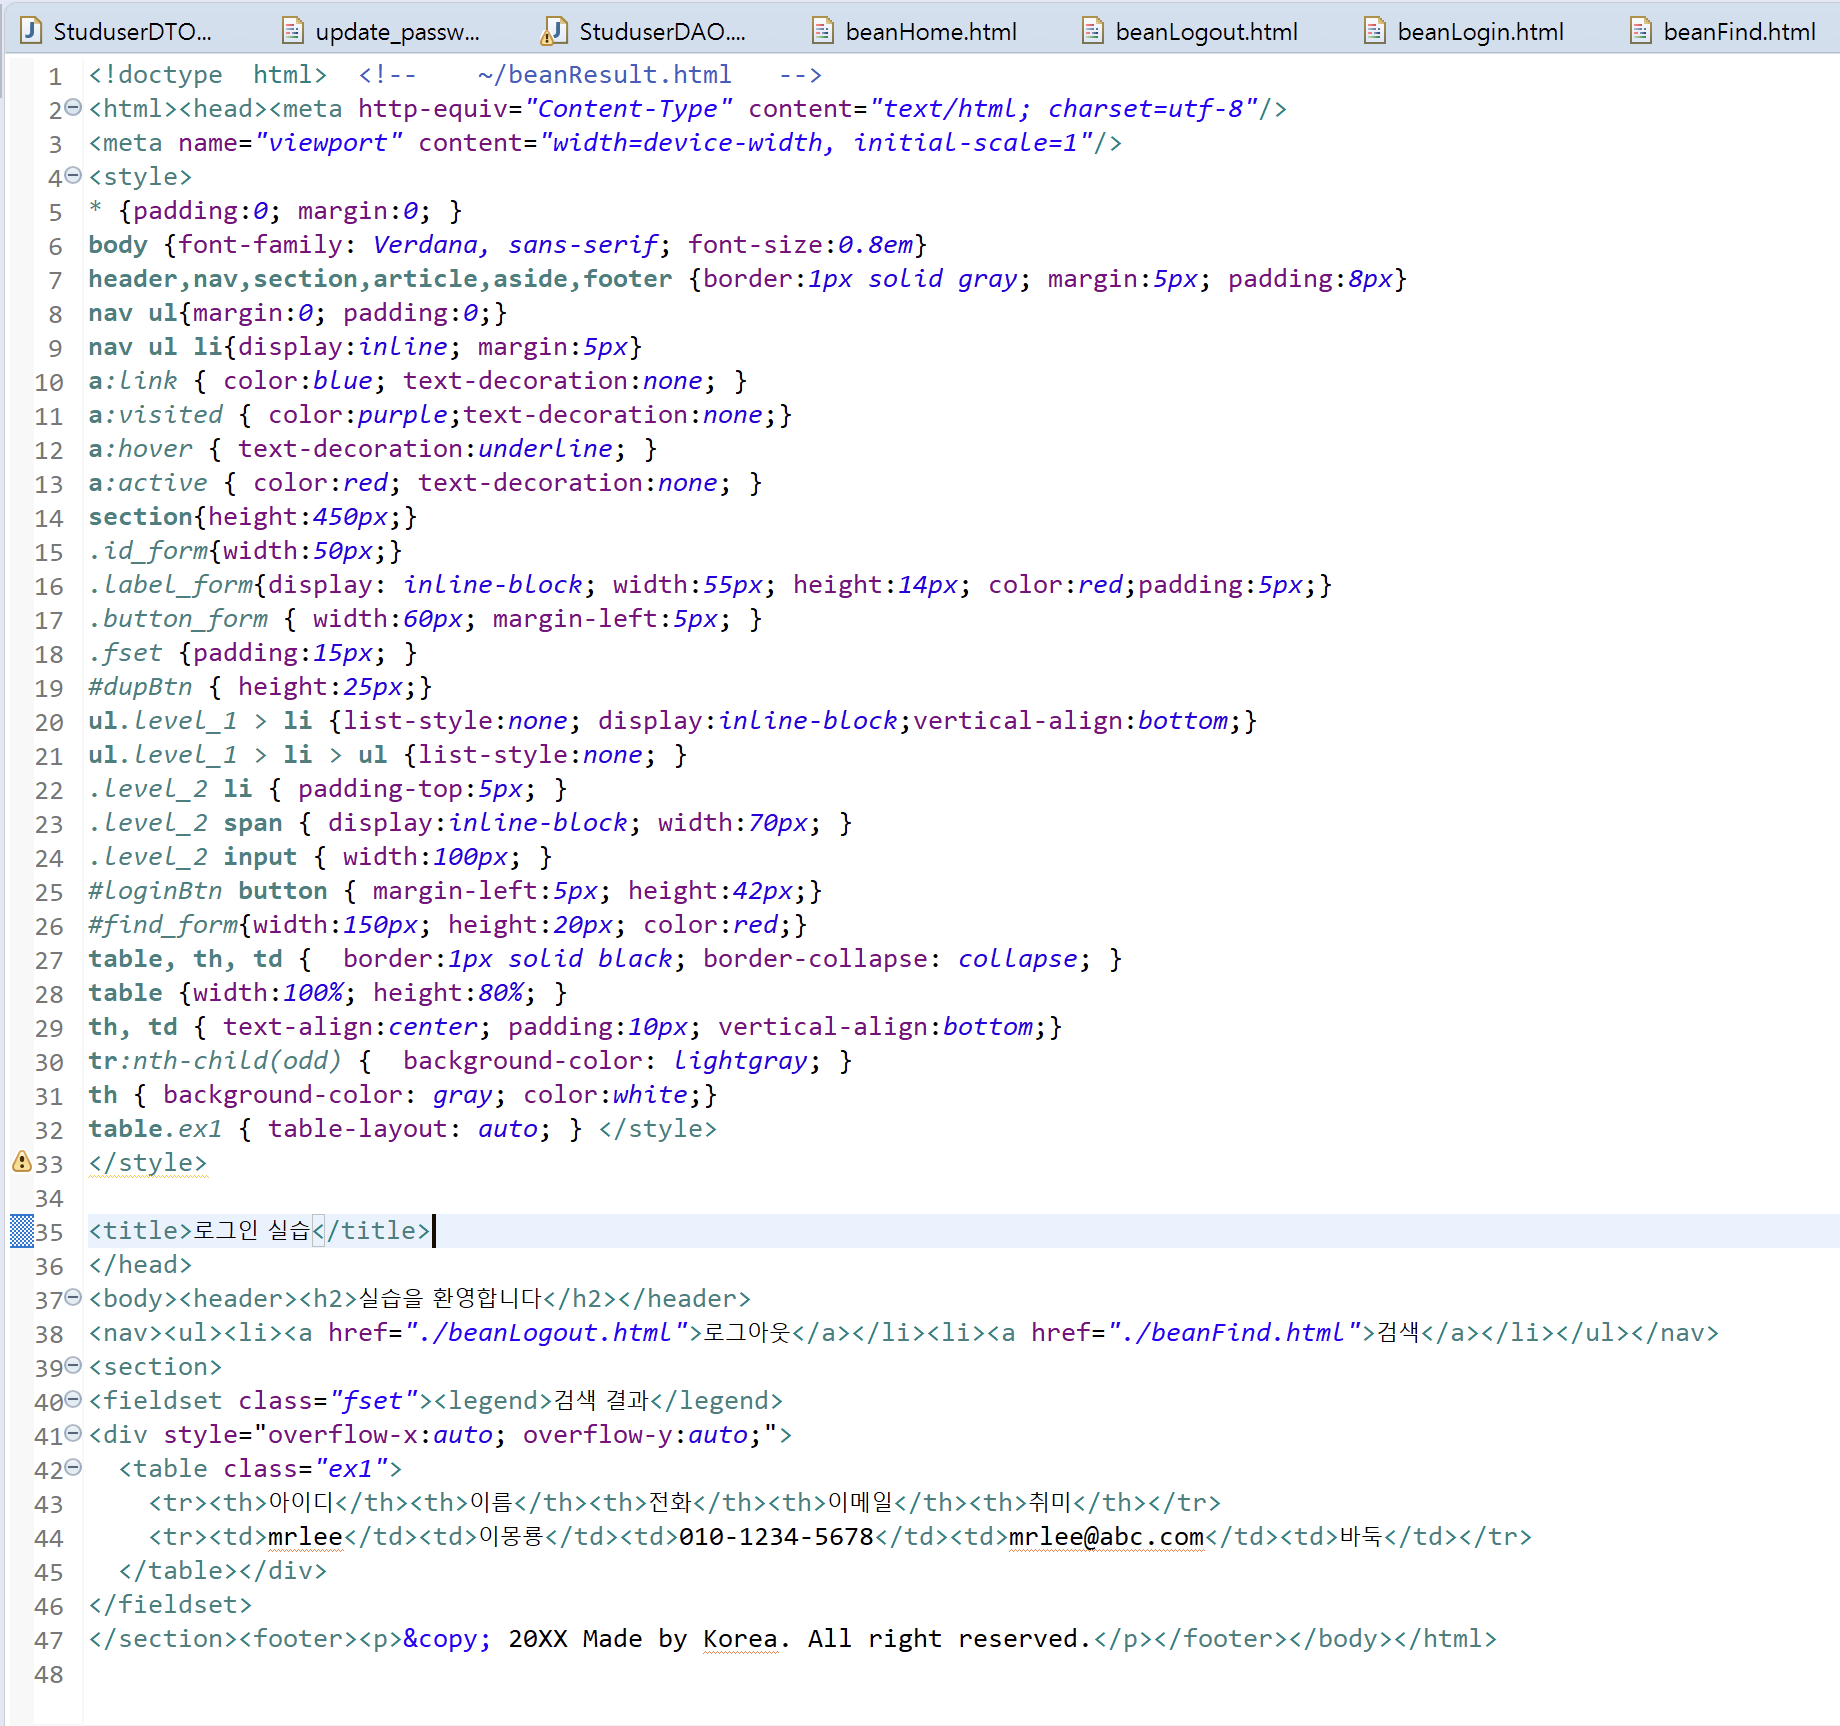 StuduserDTO...
update_passw...
StuduserDAO....
beanHome.html
beanLogout.html
beanLogin.html
beanFind.html
1 <!doctype  html>  <!--    ~/beanResult.html   -->
2 <html><head><meta http-equiv="Content-Type" content="text/html; charset=utf-8"/>
3 <meta name="viewport" content="width=device-width, initial-scale=1"/>
4 <style>
5 * {padding:0; margin:0; }
6 body {font-family: Verdana, sans-serif; font-size:0.8em}
7 header,nav,section,article,aside,footer {border:1px solid gray; margin:5px; padding:8px}
8 nav ul{margin:0; padding:0;}
9 nav ul li{display:inline; margin:5px}
10 a:link { color:blue; text-decoration:none; }
11 a:visited { color:purple;text-decoration:none;}
12 a:hover { text-decoration:underline; }
13 a:active { color:red; text-decoration:none; }
14 section{height:450px;}
15 .id_form{width:50px;}
16 .label_form{display: inline-block; width:55px; height:14px; color:red;padding:5px;}
17 .button_form { width:60px; margin-left:5px; }
18 .fset {padding:15px; }
19 #dupBtn { height:25px;}
20 ul.level_1 > li {list-style:none; display:inline-block;vertical-align:bottom;}
21 ul.level_1 > li > ul {list-style:none; }
22 .level_2 li { padding-top:5px; }
23 .level_2 span { display:inline-block; width:70px; }
24 .level_2 input { width:100px; }
25 #loginBtn button { margin-left:5px; height:42px;}
26 #find_form{width:150px; height:20px; color:red;}
27 table, th, td {  border:1px solid black; border-collapse: collapse; }
28 table {width:100%; height:80%; }
29 th, td { text-align:center; padding:10px; vertical-align:bottom;}
30 tr:nth-child(odd) {  background-color: lightgray; }
31 th { background-color: gray; color:white;}
32 table.ex1 { table-layout: auto; } </style>
33 </style>
34
35 <title>로그인 실습</title>
36 </head>
37 <body><header><h2>실습을 환영합니다</h2></header>
38 <nav><ul><li><a href="./beanLogout.html">로그아웃</a></li><li><a href="./beanFind.html">검색</a></li></ul></nav>
39 <section>
40 <fieldset class="fset"><legend>검색 결과</legend>
41 <div style="overflow-x:auto; overflow-y:auto;">
42   <table class="ex1">
43     <tr><th>아이디</th><th>이름</th><th>전화</th><th>이메일</th><th>취미</th></tr>
44     <tr><td>mrlee</td><td>이몽룡</td><td>010-1234-5678</td><td>mrlee@abc.com</td><td>바둑</td></tr>
45   </table></div>
46 </fieldset>
47 </section><footer><p>&copy; 20XX Made by Korea. All right reserved.</p></footer></body></html>
48